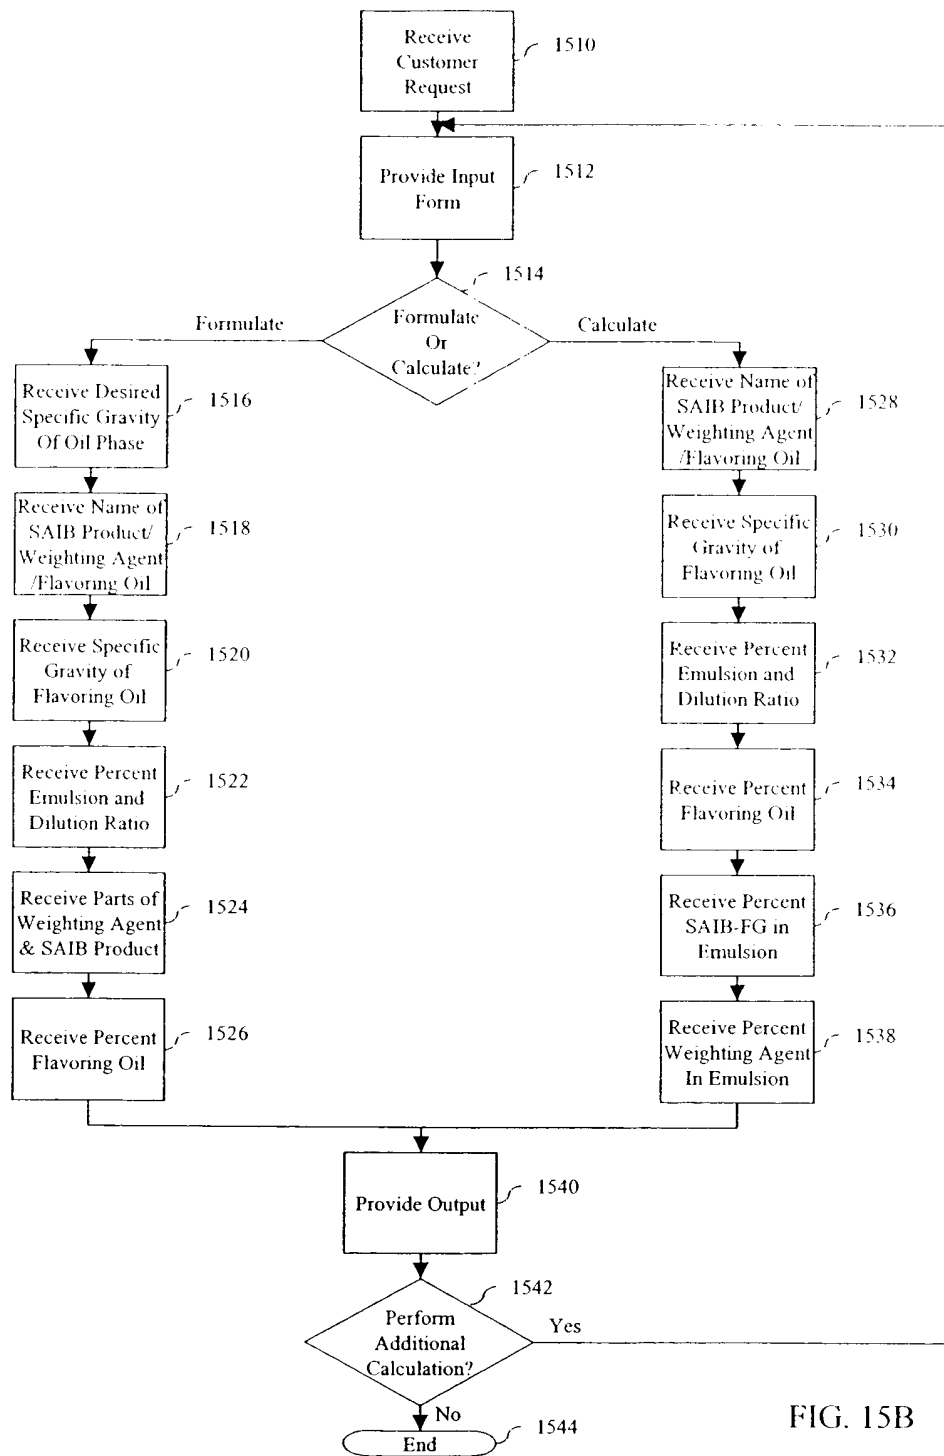 Receive
Customer
Request
1510
Provide Input
Form
1512
Formulate
Or
Calculate?
1514
Formulate
Calculate
Receive Desired
Specific Gravity
Of Oil Phase
1516
Receive Name of
SAIB Product/
Weighting Agent
/Flavoring Oil
1518
Receive Specific
Gravity of
Flavoring Oil
1520
Receive Percent
Emulsion and
Dilution Ratio
1522
Receive Parts of
Weighting Agent
& SAIB Product
1524
Receive Percent
Flavoring Oil
1526
Receive Name of
SAIB Product/
Weighting Agent
/Flavoring Oil
1528
Receive Specific
Gravity of
Flavoring Oil
1530
Receive Percent
Emulsion and
Dilution Ratio
1532
Receive Percent
Flavoring Oil
1534
Receive Percent
SAIB-FG in
Emulsion
1536
Receive Percent
Weighting Agent
In Emulsion
1538
Provide Output
1540
Perform
Additional
Calculation?
1542
Yes
No
End
1544
FIG. 15B